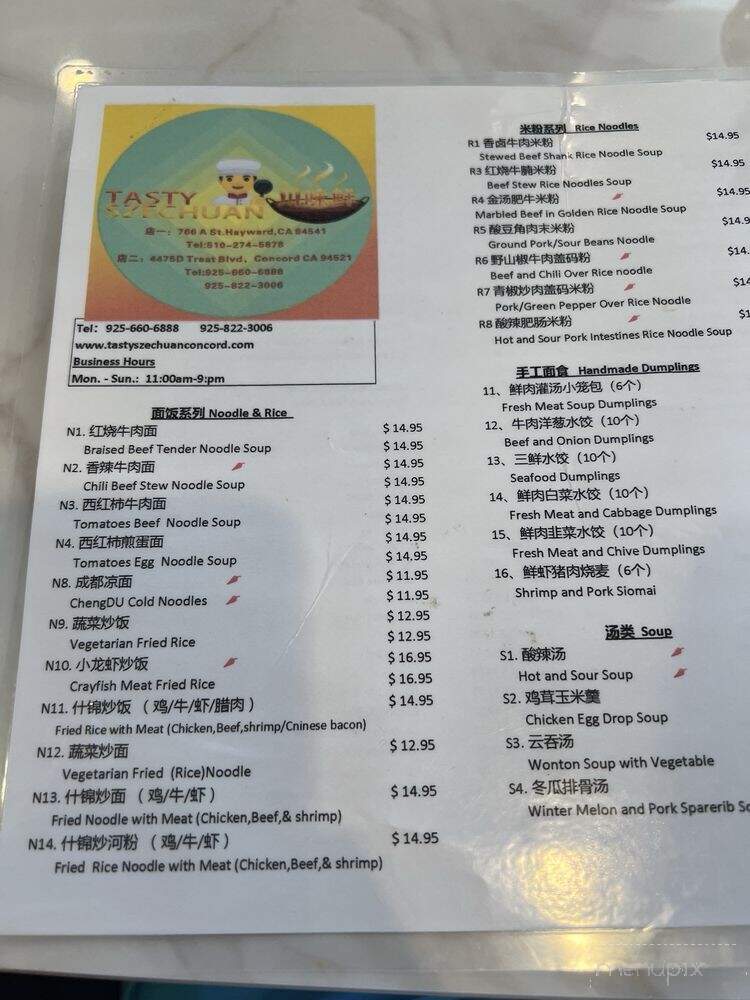 TASTY
SZECHUAN
店一：766 A St.Hayward,CA 94541
Tel:510-274-5878
店二：4475D Treat Blvd、Concord CA 94521
Tel:925-660-6888
925-822-3006
Tel: 925-660-6888 925-822-3006
www.tastyszechuanconcord.com
Business Hours
Mon. - Sun.: 11:00am-9:pm
面饭系列 Noodle & Rice
N1. 红烧牛肉面 $ 14.95
Braised Beef Tender Noodle Soup $ 14.95
N2. 香辣牛肉面 $ 14.95
Chili Beef Stew Noodle Soup $ 14.95
N3. 西红柿牛肉面 $ 14.95
Tomatoes Beef Noodle Soup $ 14.95
N4. 西红柿煎蛋面 $ 14.95
Tomatoes Egg Noodle Soup $ 14.95
N8. 成都凉面 $ 11.95
ChengDU Cold Noodles $ 11.95
N9. 蔬菜炒饭 $ 12.95
Vegetarian Fried Rice $ 12.95
N10. 小龙虾炒饭 $ 16.95
Crayfish Meat Fried Rice $ 16.95
N11. 什锦炒饭 （ 鸡/牛/虾/腊肉 ） $ 14.95
Fried Rice with Meat (Chicken,Beef,shrimp/Cninese bacon)
N12. 蔬菜炒面 $ 12.95
Vegetarian Fried (Rice)Noodle
N13. 什锦炒面 （ 鸡/牛/虾 ） $ 14.95
Fried Noodle with Meat (Chicken,Beef,& shrimp)
N14. 什锦炒河粉 （ 鸡/牛/虾 ） $ 14.95
Fried Rice Noodle with Meat (Chicken,Beef,& shrimp)
米粉系列 Rice Noodles
R1 香卤牛肉米粉 $14.95
Stewed Beef Shank Rice Noodle Soup
R3 红烧牛腩米粉 $14.95
Beef Stew Rice Noodles Soup
R4 金汤肥牛米粉 $14.95
Marbled Beef in Golden Rice Noodle Soup
R5 酸豆角肉末米粉
Ground Pork/Sour Beans Noodle
R6 野山椒牛肉盖码粉
Beef and Chili Over Rice noodle
R7 青椒炒肉盖码米粉
Pork/Green Pepper Over Rice Noodle
R8 酸辣肥肠米粉
Hot and Sour Pork Intestines Rice Noodle Soup
手工面食 Handmade Dumplings
11、鲜肉灌汤小笼包（6个）
Fresh Meat Soup Dumplings
12、牛肉洋葱水饺（10个）
Beef and Onion Dumplings
13、三鲜水饺（10个）
Seafood Dumplings
14、鲜肉白菜水饺（10个）
Fresh Meat and Cabbage Dumplings
15、鲜肉韭菜水饺（10个）
Fresh Meat and Chive Dumplings
16、鲜虾猪肉烧麦（6个）
Shrimp and Pork Siomai
汤类 Soup
S1. 酸辣汤
Hot and Sour Soup
S2. 鸡茸玉米羹
Chicken Egg Drop Soup
S3. 云吞汤
Wonton Soup with Vegetable
S4. 冬瓜排骨汤
Winter Melon and Pork Sparerib
menupix